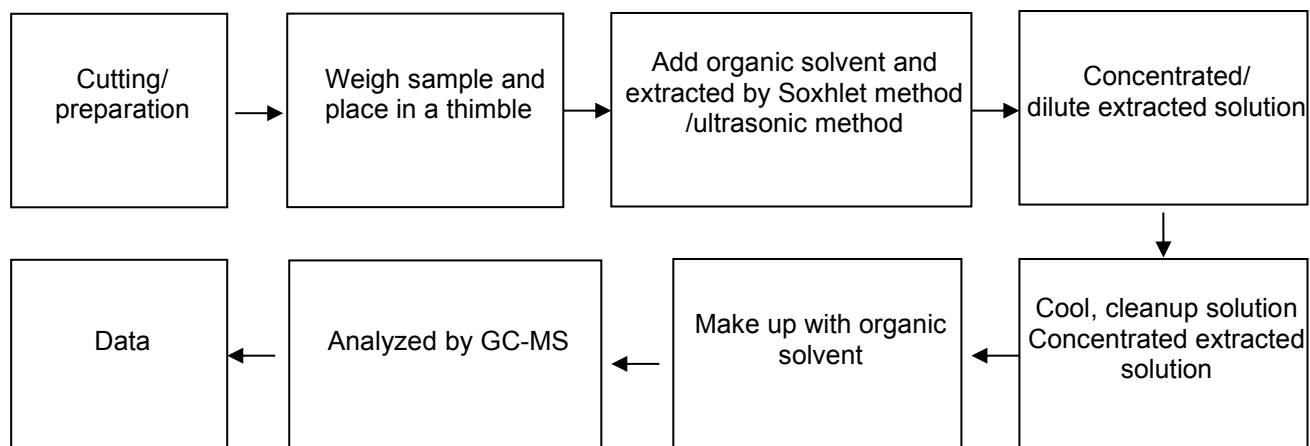 Cutting/
preparation
Weigh sample and
place in a thimble
Add organic solvent and
extracted by Soxhlet method
/ultrasonic method
Concentrated/
dilute extracted solution
Cool, cleanup solution
Concentrated extracted
solution
Make up with organic
solvent
Analyzed by GC-MS
Data